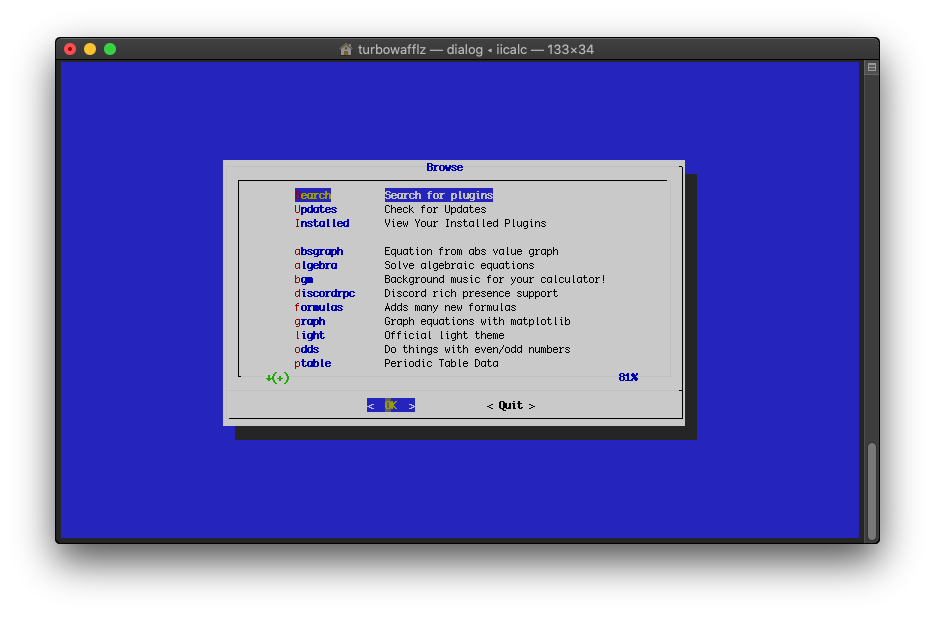 turbowafflz — dialog ◂ iicalc — 133×34
Browse
Search Search for plugins
Updates Check for Updates
Installed View Your Installed Plugins
absgraph Equation from abs value graph
algebra Solve algebraic equations
bgm Background music for your calculator!
discordrpc Discord rich presence support
formulas Adds many new formulas
graph Graph equations with matplotlib
light Official light theme
odds Do things with even/odd numbers
ptable Periodic Table Data
↓(+) 81%
< OK > < Quit >